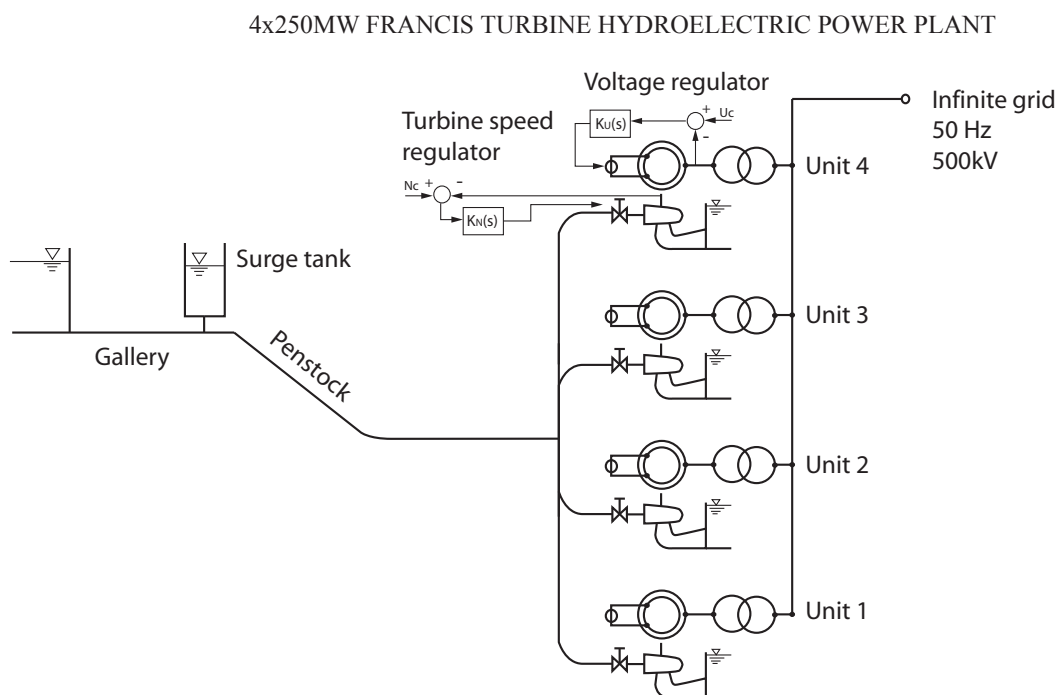 4x250MW FRANCIS TURBINE HYDROELECTRIC POWER PLANT
Voltage regulator
Infinite grid
50 Hz
500kV
Turbine speed
regulator
KU(s)
+
Uc
-
Unit 4
Nc
+
-
KN(s)
Surge tank
Gallery
Penstock
Unit 3
Unit 2
Unit 1